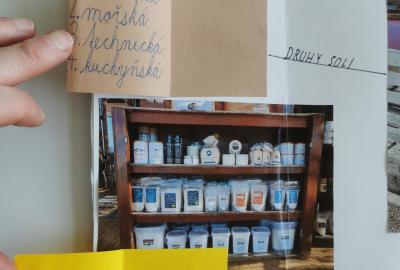 2. mořská
3. technická
4. kuchyňská
DRUHY SOLI